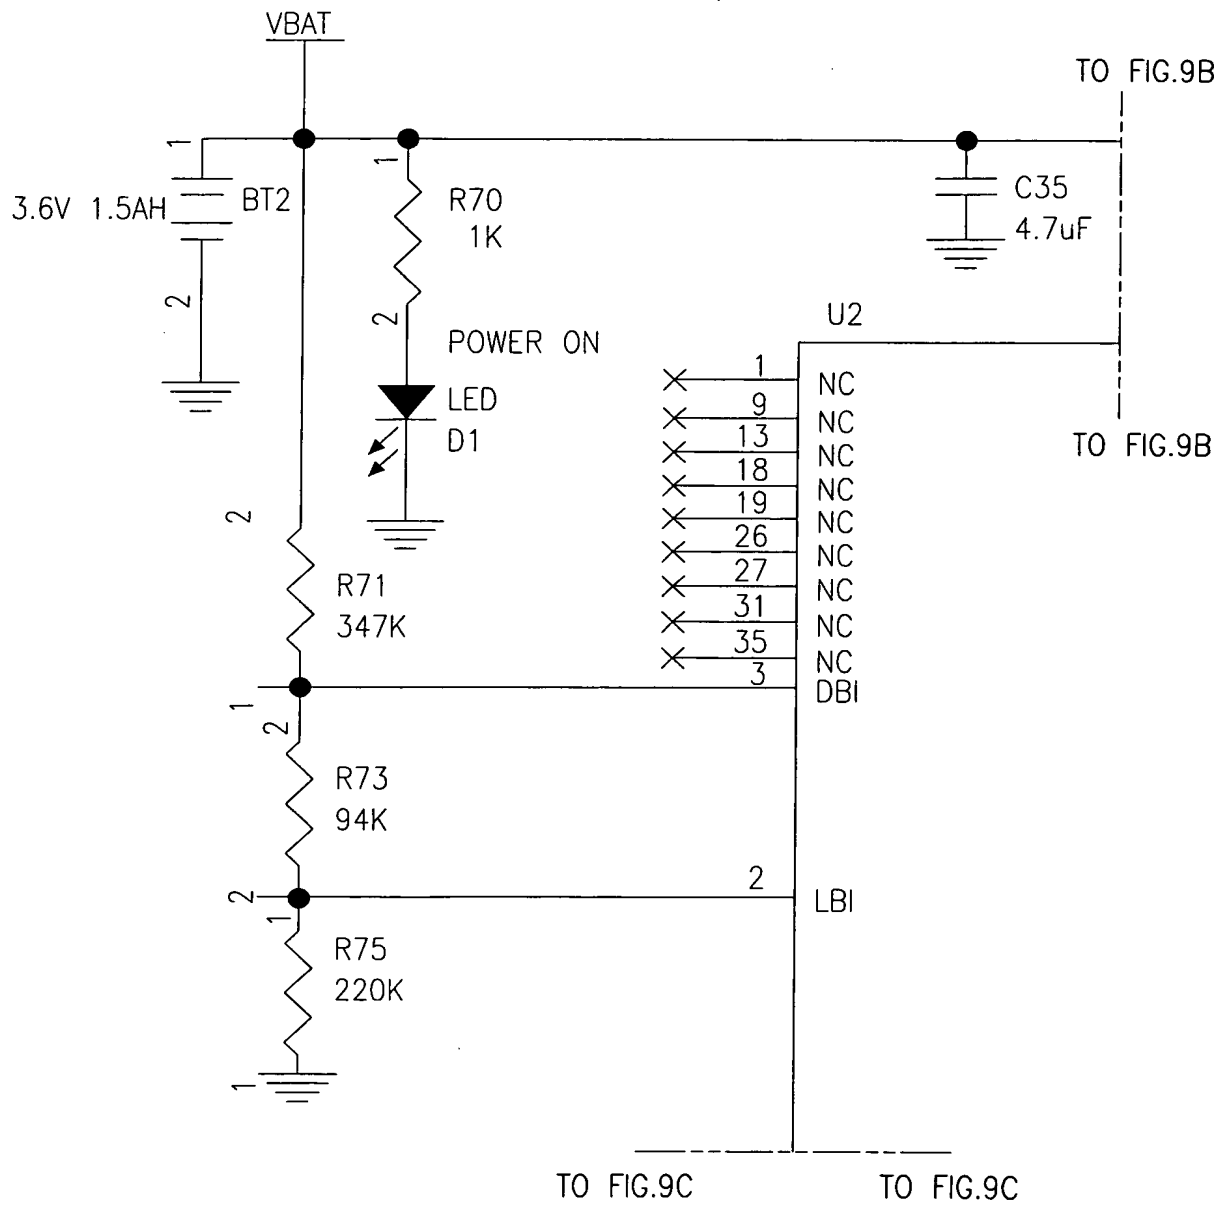 VBAT
TO FIG.9B
1
1
3.6V 1.5AH
BT2
R70
1K
C35
4.7uF
2
2
POWER ON
U2
LED
D1
1 NC
9 NC
TO FIG.9B
13 NC
18 NC
2
19 NC
26 NC
R71
347K
27 NC
31 NC
35 NC
3 DBI
1
2
R73
94K
2
2 LBI
1
R75
220K
1
TO FIG.9C
TO FIG.9C